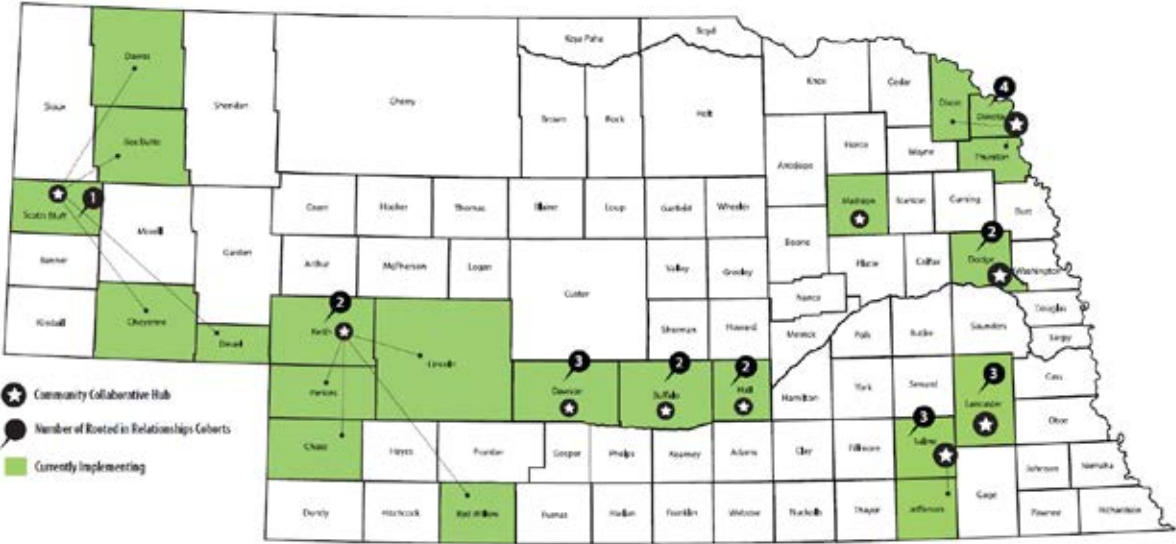 Keya Paha
Boyd
Dawes
Knox
Cedar
Dixon
4
Dakota
Sioux
Sheridan
Cherry
Holt
Brown
Rock
Box Butte
Pierce
Wayne
Thurston
Antelope
Scotts Bluff
1
Morrill
Grant
Hooker
Thomas
Blaine
Loup
Garfield
Wheeler
Madison
Stanton
Cuming
Burt
Garden
Boone
2
Banner
Arthur
McPherson
Logan
Valley
Greeley
Platte
Colfax
Dodge
Washington
Custer
Nance
Kimball
Cheyenne
Deuel
2
Keith
Lincoln
Sherman
Howard
Merrick
Polk
Butler
Saunders
Douglas
Sarpy
Perkins
3
Dawson
2
Buffalo
2
Hall
Hamilton
York
Seward
3
Lancaster
Cass
Otoe
Community Collaborative Hub
Number of Rooted in Relationships Cohorts
Currently Implementing
Chase
Hayes
Frontier
Gosper
Phelps
Kearney
Adams
Clay
Fillmore
3
Saline
Johnson
Nemaha
Dundy
Hitchcock
Red Willow
Furnas
Harlan
Franklin
Webster
Nuckolls
Thayer
Jefferson
Gage
Pawnee
Richardson